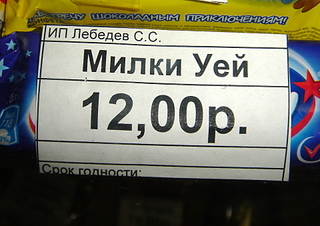 ШОКОЛАДНЫМ ПРИКЛЮЧЕНИЯМ!
ИП Лебедев С.С.
Милки Уей
12,00р.
Срок годности: